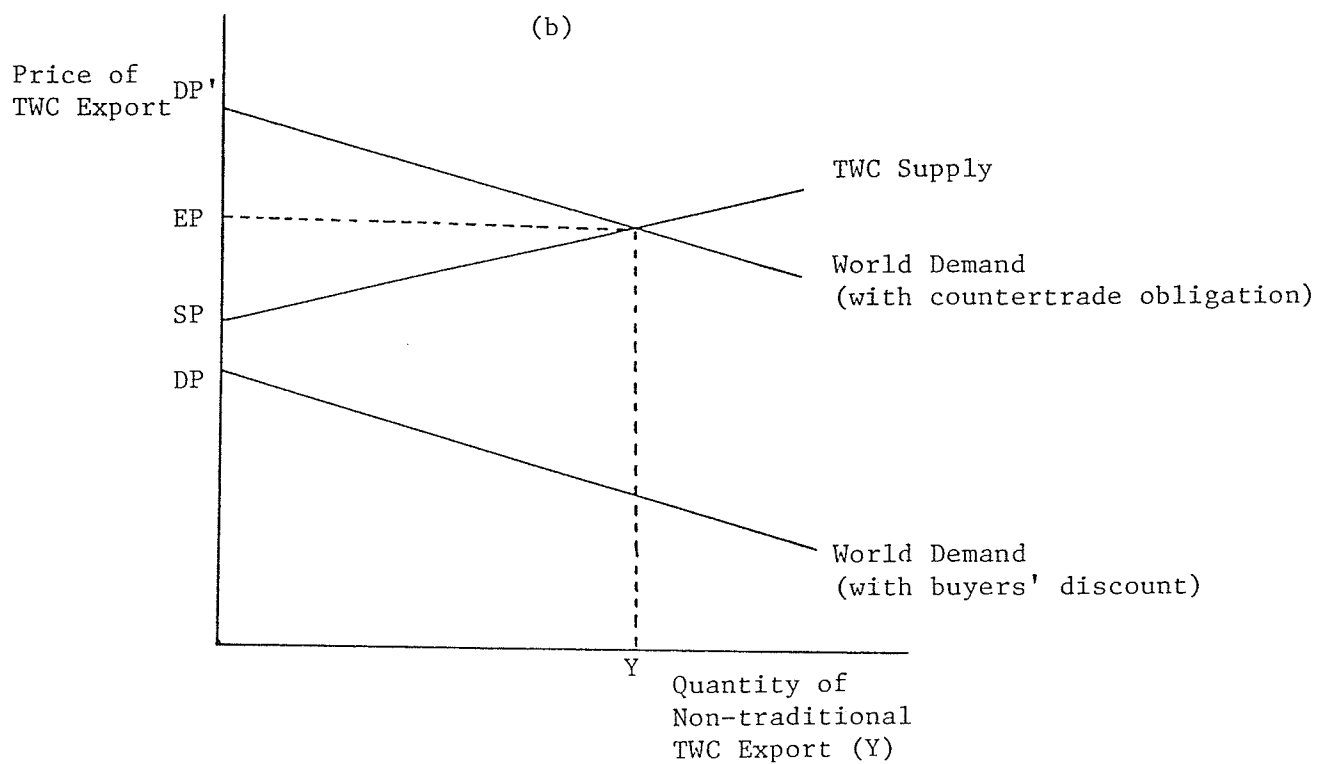 (b)
Price of
TWC Export
DP'
EP
SP
DP
TWC Supply
World Demand
(with countertrade obligation)
World Demand
(with buyers' discount)
Y
Quantity of
Non-traditional
TWC Export (Y)